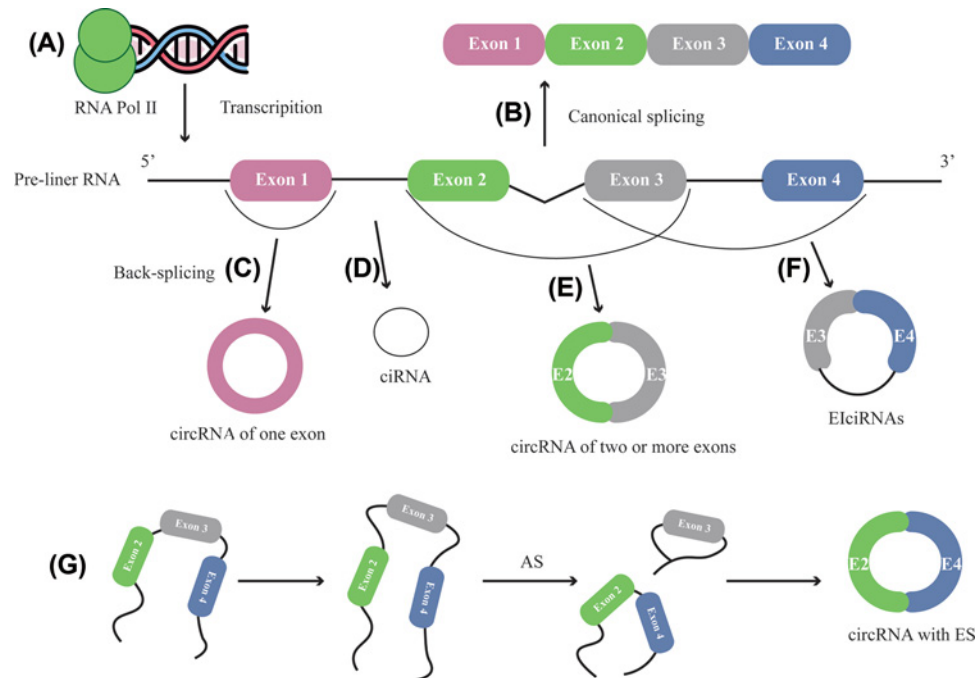 (A)
RNA Pol II
Transcripition
Exon 1 Exon 2 Exon 3 Exon 4
(B)
Canonical splicing
5’
3’
Pre-liner RNA
Exon 1 Exon 2 Exon 3 Exon 4
Back-splicing
(C)
(D)
(E)
(F)
circRNA of one exon
ciRNA
E2 E3
circRNA of two or more exons
E3 E4
EIciRNAs
(G)
Exon 2 Exon 3 Exon 4
Exon 2 Exon 3 Exon 4
AS
Exon 3
Exon 2 Exon 4
E2 E4
circRNA with ES